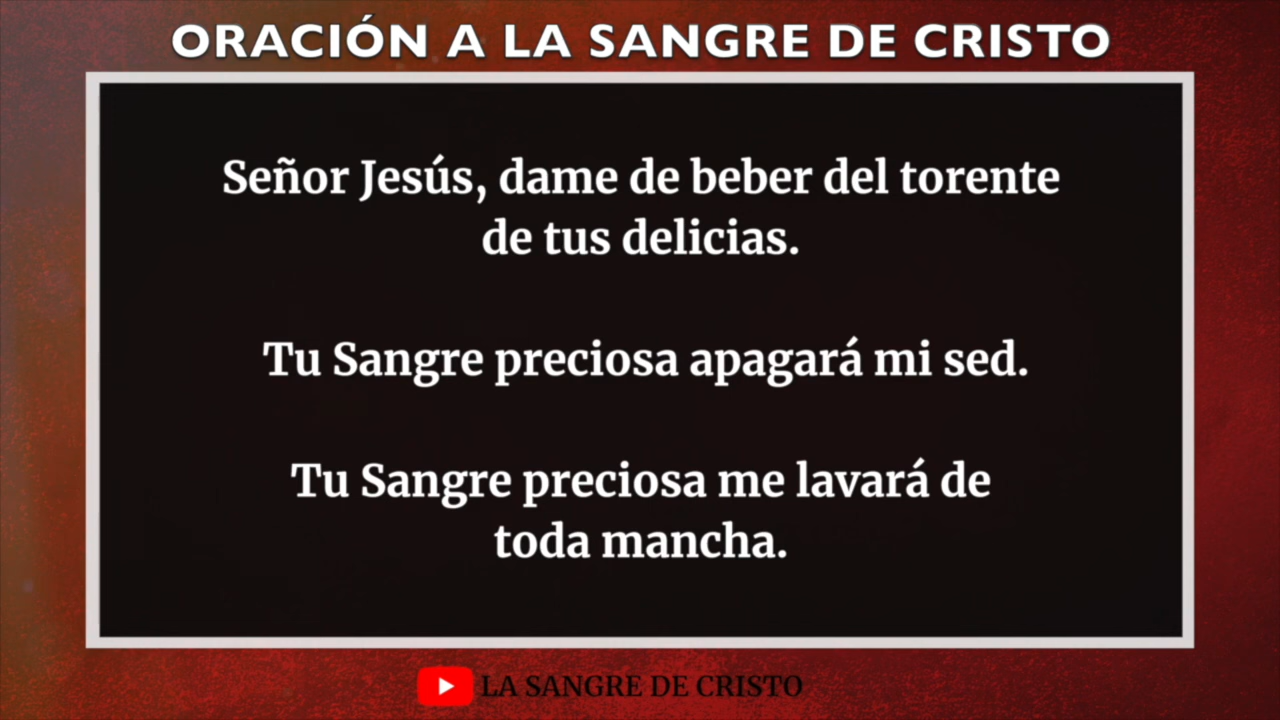 ORACIÓN A LA SANGRE DE CRISTO
Señor Jesús, dame de beber del torente
de tus delicias.
Tu Sangre preciosa apagará mi sed.
Tu Sangre preciosa me lavará de
toda mancha.
LA SANGRE DE CRISTO